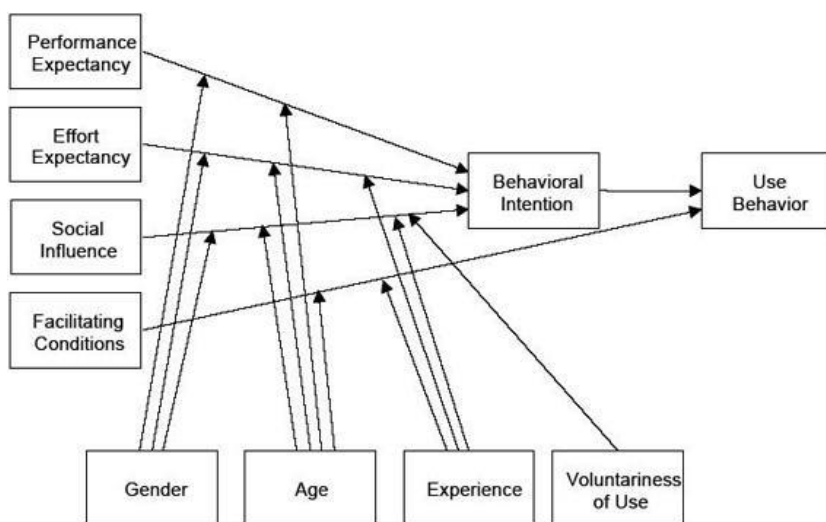 Performance
Expectancy
Effort
Expectancy
Social
Influence
Facilitating
Conditions
Behavioral
Intention
Use
Behavior
Gender
Age
Experience
Voluntariness
of Use